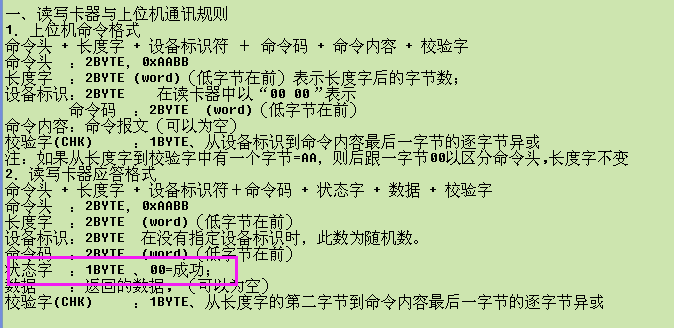 一、读写卡器与上位机通讯规则
1. 上位机命令格式
命令头 + 长度字 + 设备标识符 + 命令码 + 命令内容 + 校验字
命令头 :2BYTE, 0xAABB
长度字 :2BYTE (word)(低字节在前)表示长度字后的字节数;
设备标识:2BYTE 在读卡器中以“00 00”表示
命令码 :2BYTE (word)(低字节在前)
命令内容:命令报文(可以为空)
校验字(CHK) :1BYTE、从设备标识到命令内容最后一字节的逐字节异或
注:如果从长度字到校验字中有一个字节=AA,则后跟一字节00以区分命令头,长度字不变
2. 读写卡器应答格式
命令头 + 长度字 + 设备标识符+命令码 + 状态字 + 数据 + 校验字
命令头 :2BYTE, 0xAABB
长度字 :2BYTE (word)(低字节在前)
设备标识:2BYTE 在没有指定设备标识时,此数为随机数。
命令码 :2BYTE (word)(低字节在前)
状态字 :1BYTE 、00=成功;
数据 :返回的数据,(可以为空)
校验字(CHK) :1BYTE、从长度字的第二字节到命令内容最后一字节的逐字节异或